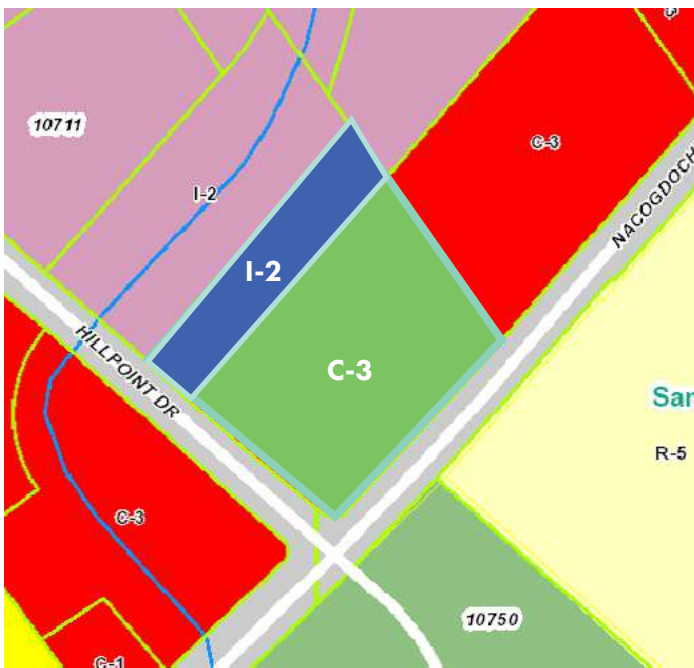 10711
C-3
I-2
NACOGDOCH
I-2
C-3
HILLPOINT DR
San
R-5
C-3
10750
C-1